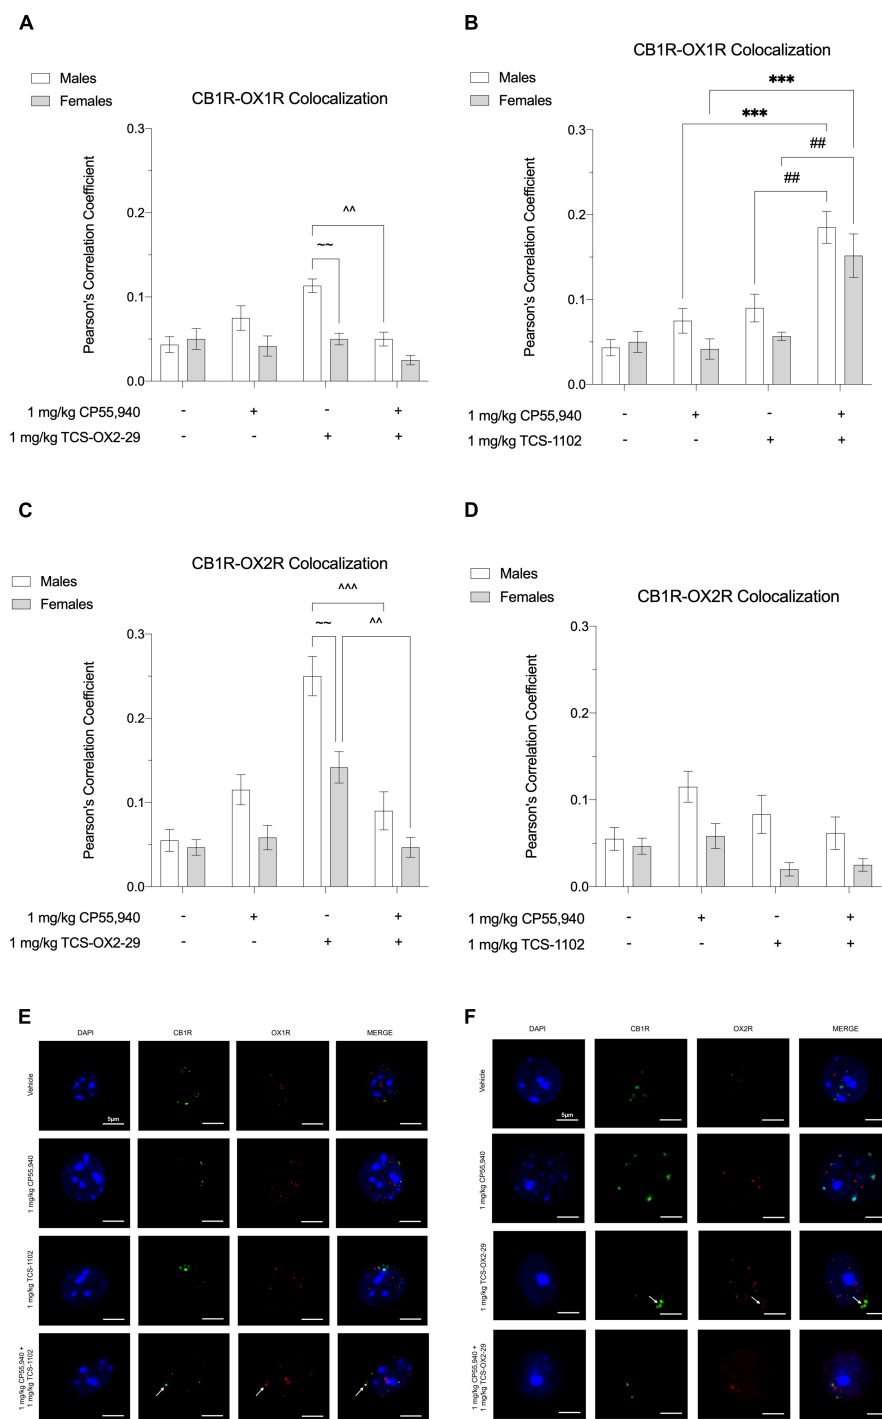 A
Males
Females
CB1R-OX1R Colocalization
Pearson's Correlation Coefficient
0.3
0.2
0.1
0.0
^^
~~
1 mg/kg CP55,940 - + - +
1 mg/kg TCS-OX2-29 - - + +
B
CB1R-OX1R Colocalization
Males
Females
Pearson's Correlation Coefficient
0.3
0.2
0.1
0.0
***
***
##
##
1 mg/kg CP55,940 - + - +
1 mg/kg TCS-1102 - - + +
C
CB1R-OX2R Colocalization
Males
Females
Pearson's Correlation Coefficient
0.3
0.2
0.1
0.0
^^^
~~ ^^
1 mg/kg CP55,940 - + - +
1 mg/kg TCS-OX2-29 - - + +
D
Males
Females
CB1R-OX2R Colocalization
Pearson's Correlation Coefficient
0.3
0.2
0.1
0.0
1 mg/kg CP55,940 - + - +
1 mg/kg TCS-1102 - - + +
E
DAPI CB1R OX1R MERGE
Vehicle
5µm
1 mg/kg CP55,940
1 mg/kg TCS-1102
1 mg/kg CP55,940 +
1 mg/kg TCS-1102
F
DAPI CB1R OX2R MERGE
Vehicle
5µm
1 mg/kg CP55,940
1 mg/kg TCS-OX2-29
1 mg/kg CP55,940 +
1 mg/kg TCS-OX2-29